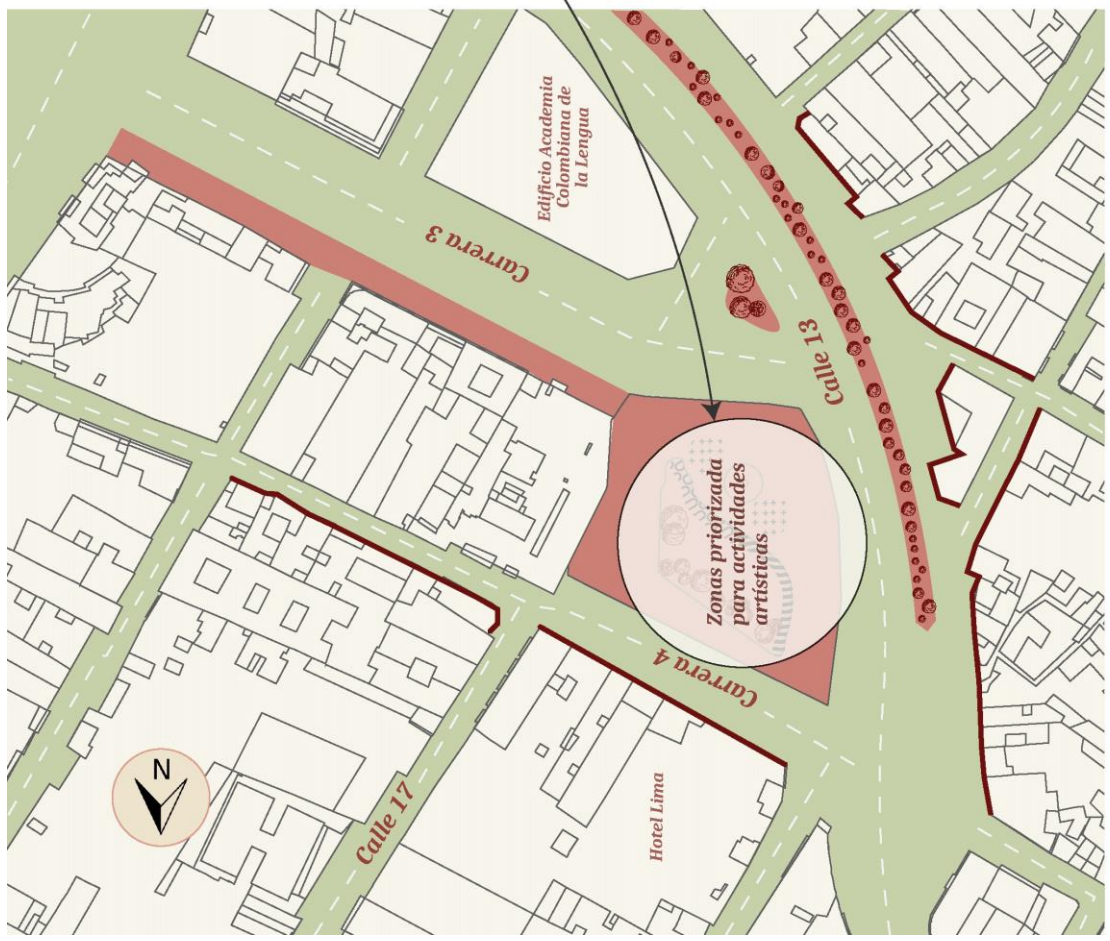 Edificio Academia
Colombiana de
la Lengua
Carrera 3
Calle 13
Zonas priorizada
para actividades
artísticas
Carrera 4
N
Calle 17
Hotel Lima